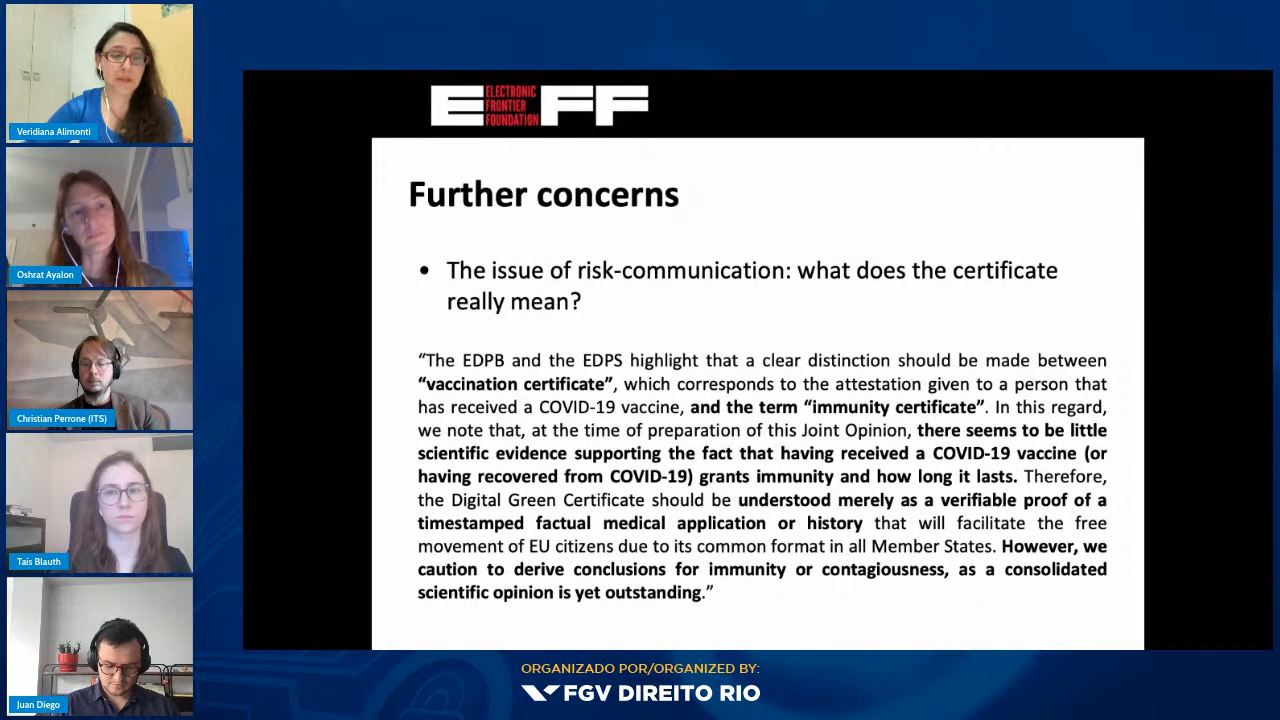 Veridiana Alimonti
Oshrat Ayalon
Christian Perrone (ITS)
Taís Blauth
Juan Diego
EFF
ELECTRONIC
FRONTIER
FOUNDATION
Further concerns
• The issue of risk-communication: what does the certificate
really mean?
“The EDPB and the EDPS highlight that a clear distinction should be made between
“vaccination certificate”, which corresponds to the attestation given to a person that
has received a COVID-19 vaccine, and the term “immunity certificate”. In this regard,
we note that, at the time of preparation of this Joint Opinion, there seems to be little
scientific evidence supporting the fact that having received a COVID-19 vaccine (or
having recovered from COVID-19) grants immunity and how long it lasts. Therefore,
the Digital Green Certificate should be understood merely as a verifiable proof of a
timestamped factual medical application or history that will facilitate the free
movement of EU citizens due to its common format in all Member States. However, we
caution to derive conclusions for immunity or contagiousness, as a consolidated
scientific opinion is yet outstanding.”
ORGANIZADO POR/ORGANIZED BY:
FGV DIREITO RIO